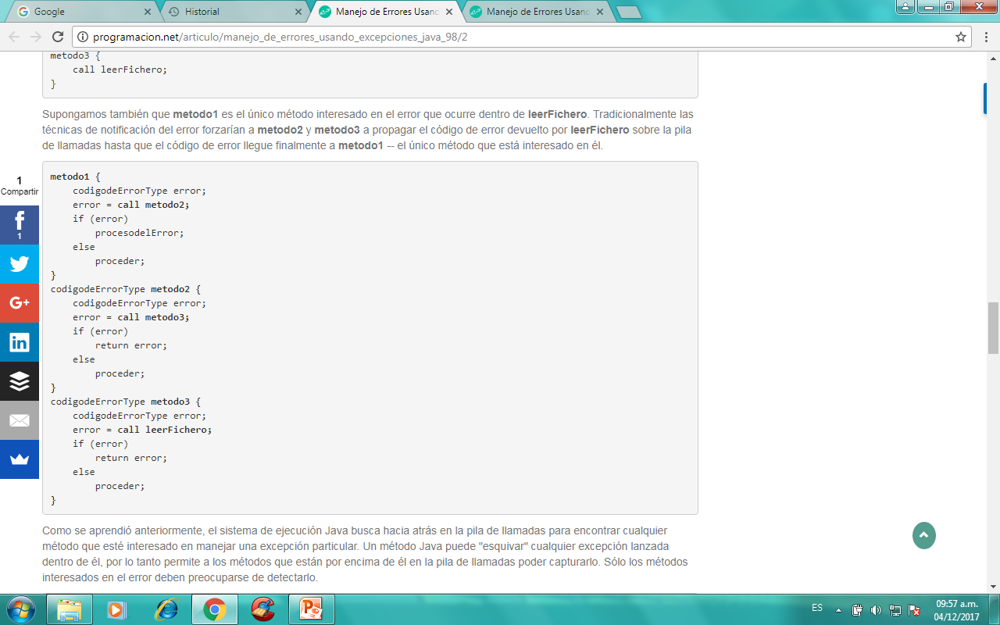 Google
Historial
Manejo de Errores Usand
Manejo de Errores Usand
programacion.net/articulo/manejo_de_errores_usando_excepciones_java_98/2
metodo3 {
call leerFichero;
}
Supongamos también que metodo1 es el único método interesado en el error que ocurre dentro de leerFichero. Tradicionalmente las
técnicas de notificación del error forzarían a metodo2 y metodo3 a propagar el código de error devuelto por leerFichero sobre la pila
de llamadas hasta que el código de error llegue finalmente a metodo1 -- el único método que está interesado en él.
1
Compartir
1
metodo1 {
codigodeErrorType error;
error = call metodo2;
if (error)
procesodelError;
else
proceder;
}
codigodeErrorType metodo2 {
codigodeErrorType error;
error = call metodo3;
if (error)
return error;
else
proceder;
}
codigodeErrorType metodo3 {
codigodeErrorType error;
error = call leerFichero;
if (error)
return error;
else
proceder;
}
Como se aprendió anteriormente, el sistema de ejecución Java busca hacia atrás en la pila de llamadas para encontrar cualquier
método que esté interesado en manejar una excepción particular. Un método Java puede "esquivar" cualquier excepción lanzada
dentro de él, por lo tanto permite a los métodos que están por encima de él en la pila de llamadas poder capturarlo. Sólo los métodos
interesados en el error deben preocuparse de detectarlo.
ES
09:57 a.m.
04/12/2017